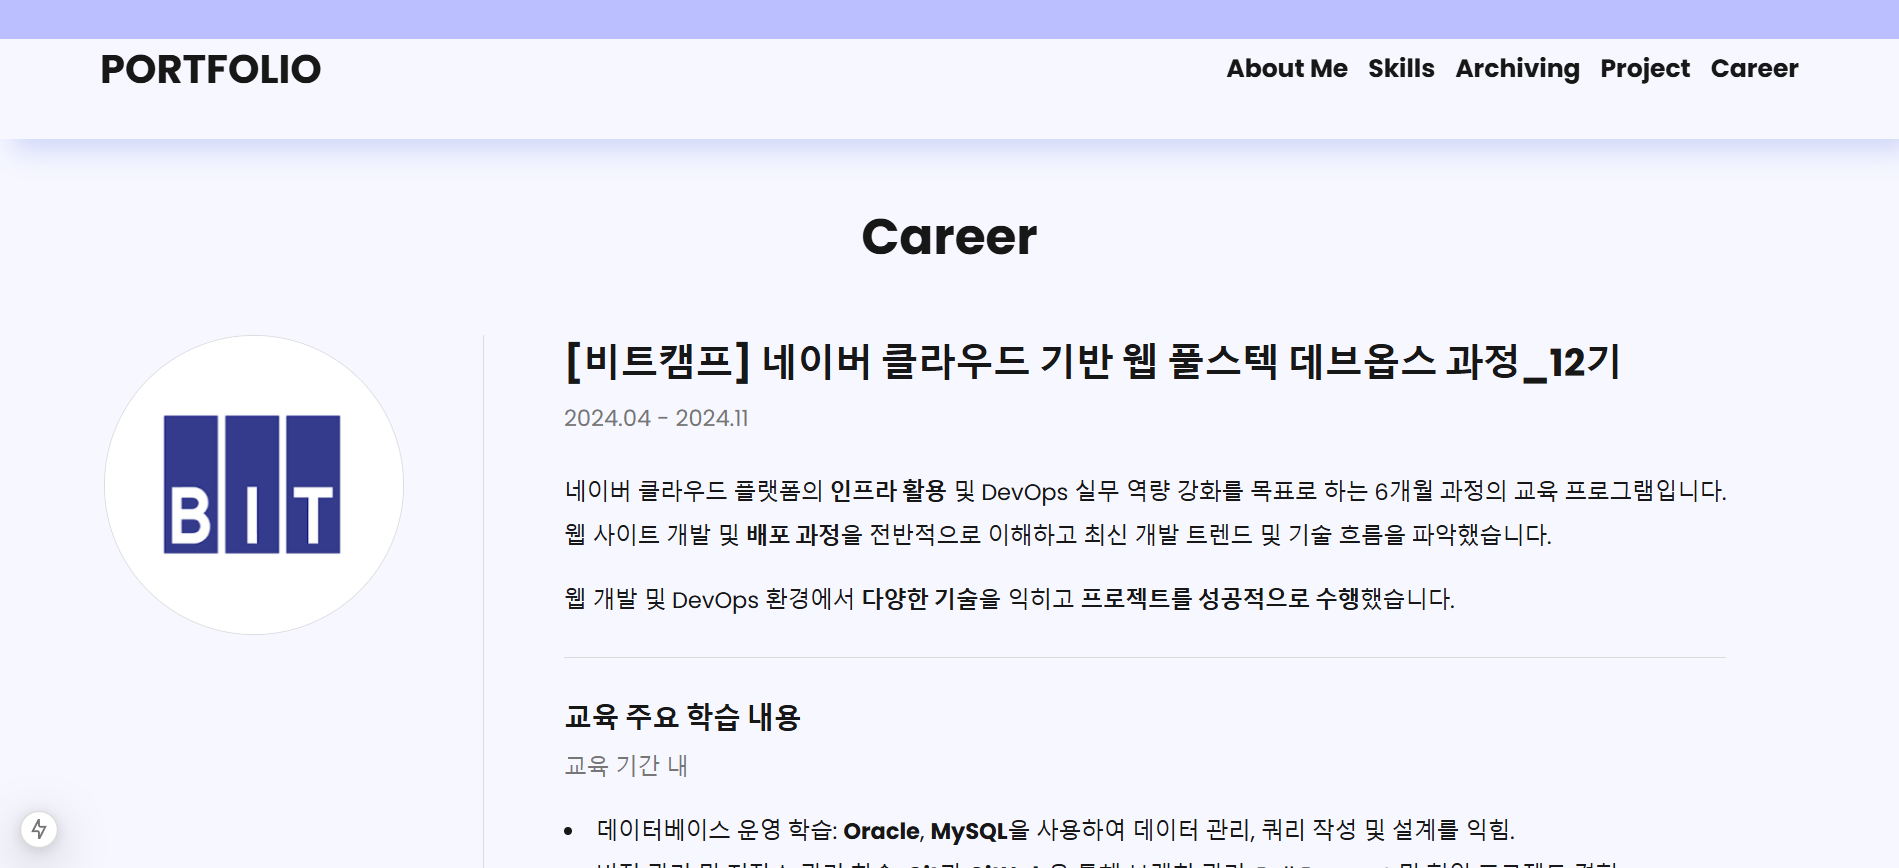 PORTFOLIO
About Me Skills Archiving Project Career
Career
BIT
[비트캠프] 네이버 클라우드 기반 웹 풀스텍 데브옵스 과정_12기
2024.04 - 2024.11
네이버 클라우드 플랫폼의 인프라 활용 및 DevOps 실무 역량 강화를 목표로 하는 6개월 과정의 교육 프로그램입니다.
웹 사이트 개발 및 배포 과정을 전반적으로 이해하고 최신 개발 트렌드 및 기술 흐름을 파악했습니다.
웹 개발 및 DevOps 환경에서 다양한 기술을 익히고 프로젝트를 성공적으로 수행했습니다.
교육 주요 학습 내용
교육 기간 내
• 데이터베이스 운영 학습: Oracle, MySQL을 사용하여 데이터 관리, 쿼리 작성 및 설계를 익힘.